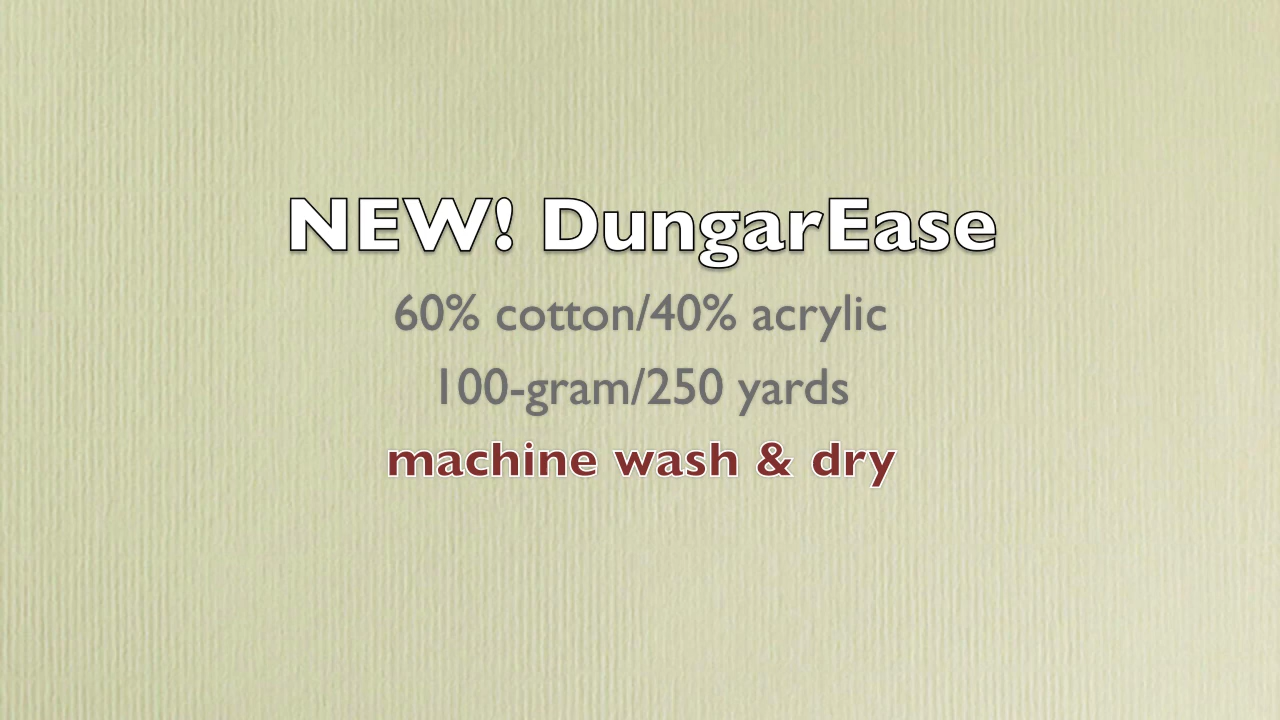 NEW! DungarEase
60% cotton/40% acrylic
100-gram/250 yards
machine wash & dry